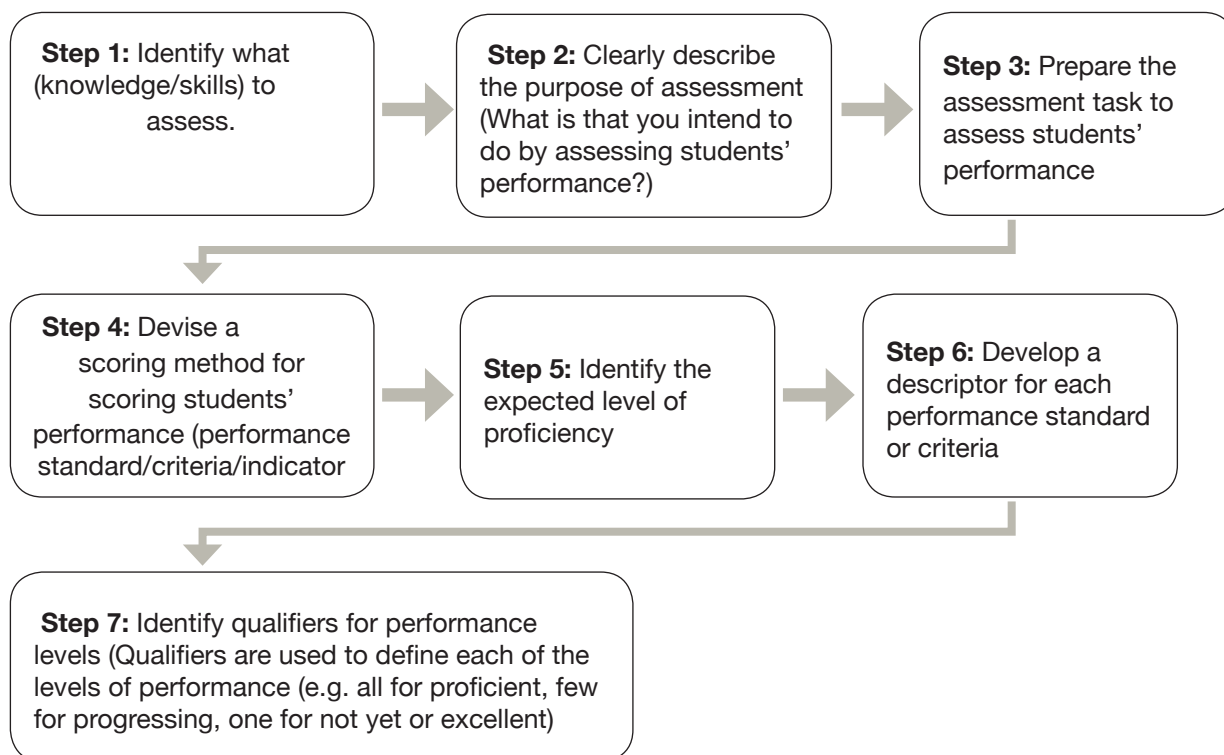 Step 1: Identify what
(knowledge/skills) to
assess.
Step 2: Clearly describe
the purpose of assessment
(What is that you intend to
do by assessing students’
performance?)
Step 3: Prepare the
assessment task to
assess students’
performance
Step 4: Devise a
scoring method for
scoring students’
performance (performance
standard/criteria/indicator
Step 5: Identify the
expected level of
proficiency
Step 6: Develop a
descriptor for each
performance standard
or criteria
Step 7: Identify qualifiers for performance
levels (Qualifiers are used to define each of the
levels of performance (e.g. all for proficient, few
for progressing, one for not yet or excellent)